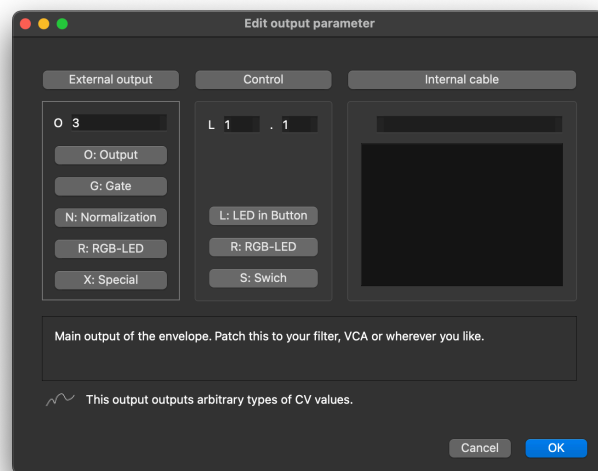 Edit output parameter
External output
Control
Internal cable
O 3
L 1 . 1
O: Output
G: Gate
N: Normalization
L: LED in Button
R: RGB-LED
R: RGB-LED
X: Special
S: Swich
Main output of the envelope. Patch this to your filter, VCA or wherever you like.
This output outputs arbitrary types of CV values.
Cancel
OK